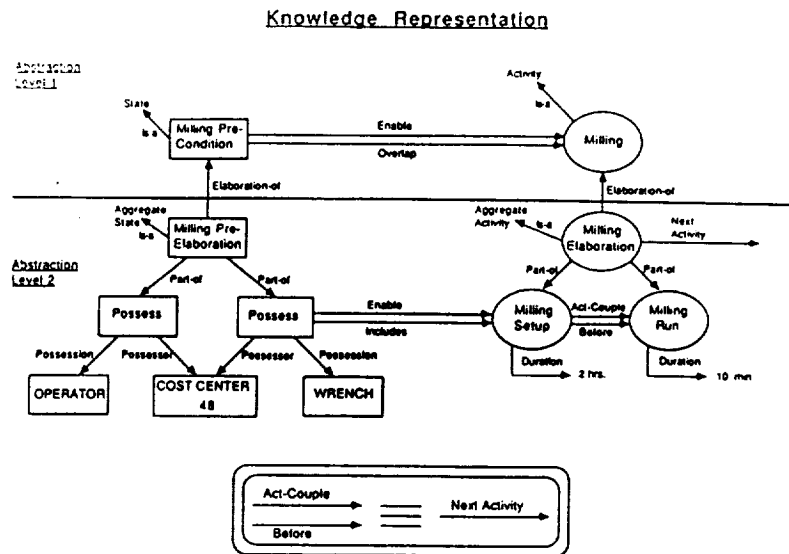 Knowledge Representation
Abstraction
Level 1
State
Is-a
Milling Pre-
Condition
Enable
Overlap
Activity
Is-a
Milling
Elaboration-of
Elaboration-of
Aggregate
State
Is-a
Milling Pre-
Elaboration
Aggregate
Activity
Is-a
Milling
Elaboration
Next
Activity
Abstraction
Level 2
Part-of
Part-of
Part-of
Part-of
Possess
Possess
Enable
Includes
Milling
Setup
Act-Couple
Before
Milling
Run
Possession
Possessor
Possessor
Possession
Duration
2 hrs.
Duration
10 min
OPERATOR
COST CENTER
48
WRENCH
Act-Couple
Before
Next Activity